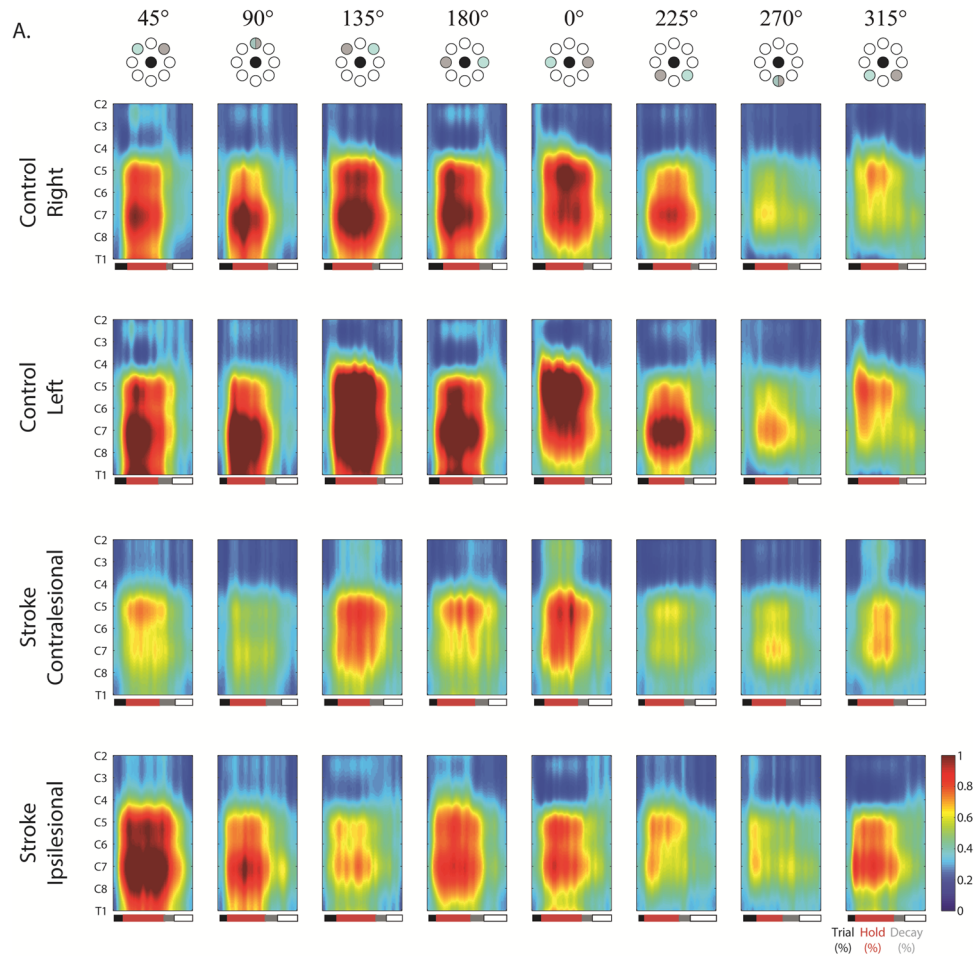 A.
45° 90° 135° 180° 0° 225° 270° 315°
Control
Right
C2
C3
C4
C5
C6
C7
C8
T1
Control
Left
C2
C3
C4
C5
C6
C7
C8
T1
Stroke
Contralesional
C2
C3
C4
C5
C6
C7
C8
T1
Stroke
Ipsilesional
C2
C3
C4
C5
C6
C7
C8
T1
1
0.8
0.6
0.4
0.2
0
Trial Hold Decay
(%) (%) (%)